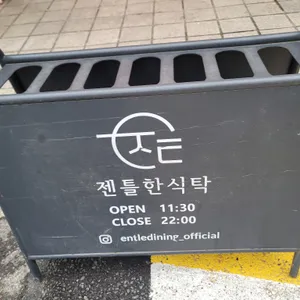 젠틀한식탁
OPEN 11:30
CLOSE 22:00
entledining_official